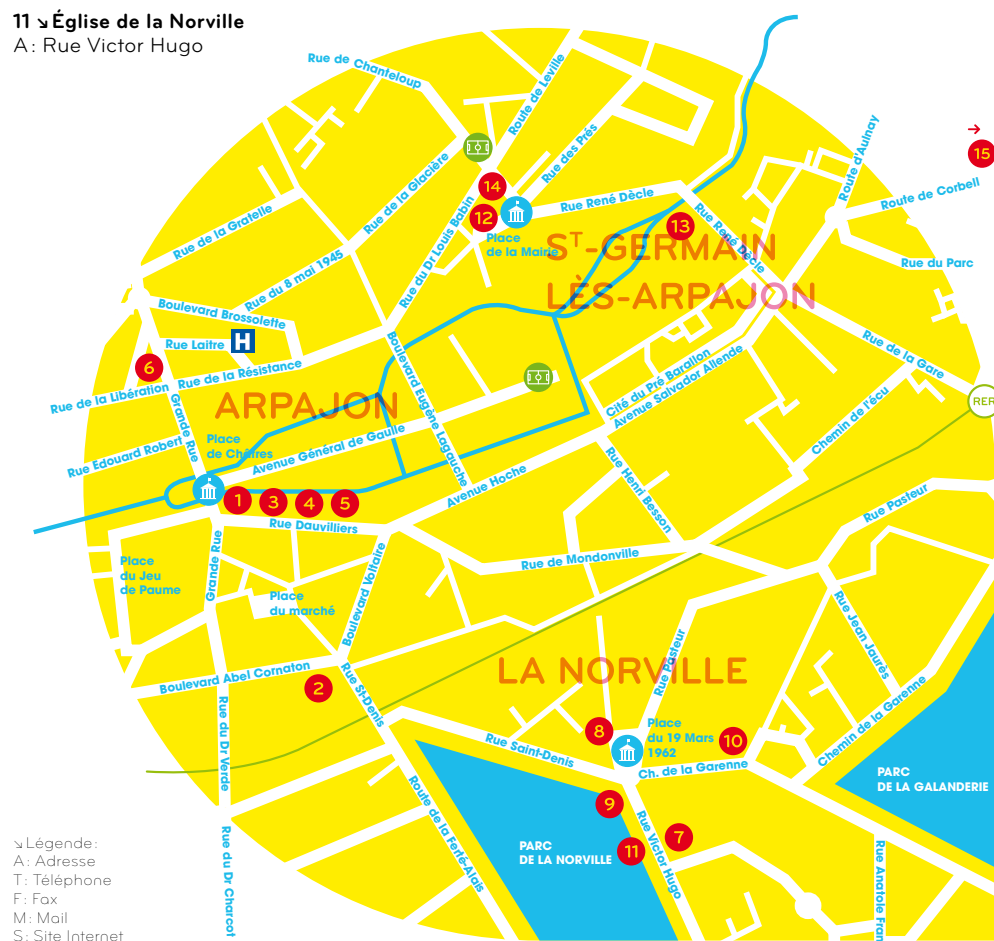 11 ↘ Église de la Norville
A : Rue Victor Hugo
Rue de Chanteloup
Route de Leville
Rue des Prés
Route d'Aulnay
15
Route de Corbeil
Rue de la Glacière
14
12
Rue René Dècle
Place
de la Mairie
13
Rue René Dècle
Rue du Parc
Rue de la Gratelle
Rue du 8 mai 1945
Rue du Dr Louis Babin
ST-GERMAIN
LÈS-ARPAJON
Boulevard Brossolette
Rue Laitre
H
6
Rue de la Libération
Rue de la Résistance
Boulevard Eugène Lagauche
Cité du Pré Barallon
Avenue Salvador Allende
Rue de la Gare
RER
ARPAJON
Grande Rue
Rue Edouard Robert
Place
de Chéfres
Avenue Général de Gaulle
Chemin de l'écu
1
3
4
5
Avenue Hoche
Rue Henri Besson
Rue Pasteur
Rue Dauvilliers
Grande Rue
Place
du Jeu
de Paume
Place
du marché
Boulevard Voltaire
Rue de Mondonville
Rue Jean Jaurès
Boulevard Abel Cornaton
2
Rue St-Denis
LA NORVILLE
Rue Pasteur
Rue du Dr Verde
8
Place
du 19 Mars
1962
10
Rue Saint-Denis
Ch. de la Garenne
Chemin de la Garenne
PARC
DE LA GALANDERIE
Route de la Ferté-Alais
9
7
11
Rue Victor Hugo
PARC
DE LA NORVILLE
Rue du Dr Charcot
Rue Anatole Fran
↘ Légende :
A : Adresse
T : Téléphone
F : Fax
M : Mail
S : Site Internet